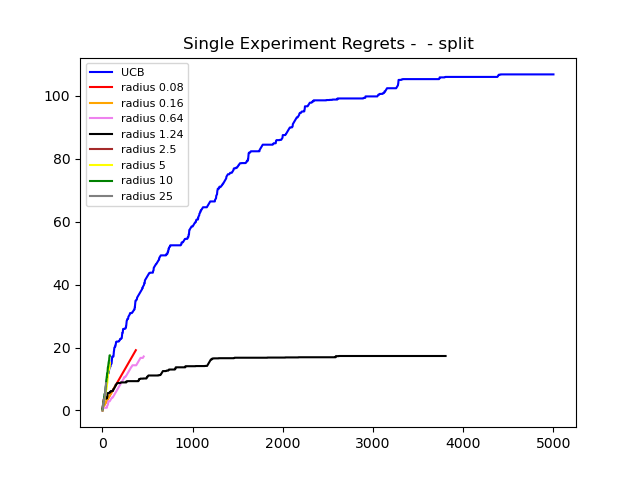 Single Experiment Regrets -  - split
UCB
radius 0.08
radius 0.16
radius 0.64
radius 1.24
radius 2.5
radius 5
radius 10
radius 25
100
80
60
40
20
0
0 1000 2000 3000 4000 5000